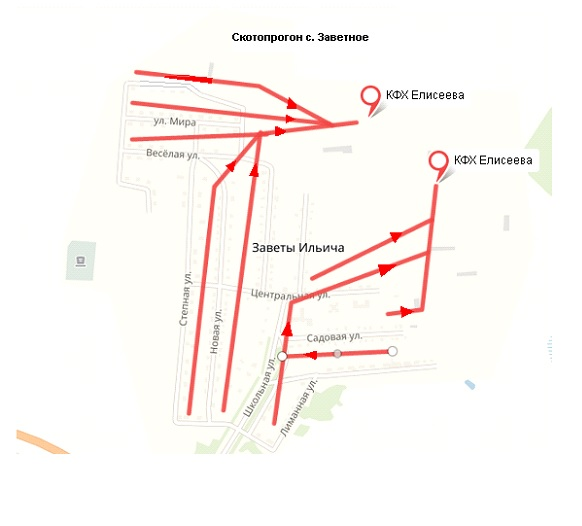 Скотопрогон с. Заветное
КФХ Елисеева
ул. Мира
Весёлая ул.
КФХ Елисеева
Заветы Ильича
Степная ул.
Новая ул.
Центральная ул.
Садовая ул.
Школьная ул.
Лиманная ул.